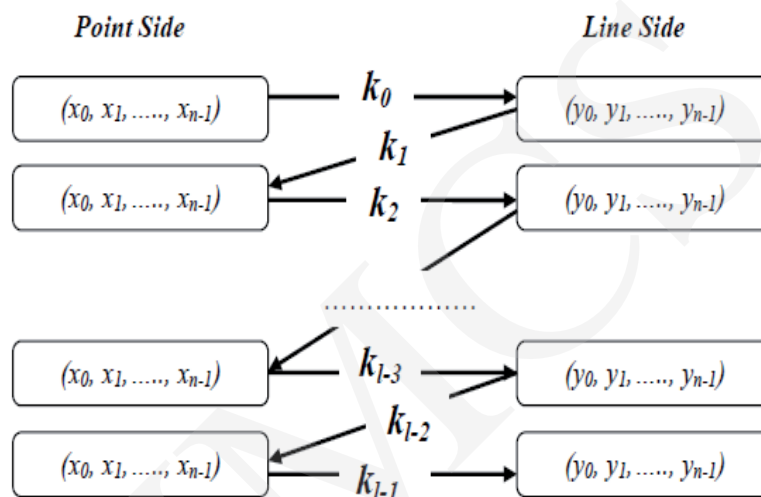 Point Side Line Side
(x0, x1, ....., xn-1) k0 (y0, y1, ....., yn-1)
k1
(x0, x1, ....., xn-1) k2 (y0, y1, ....., yn-1)
....................
(x0, x1, ....., xn-1) kl-3 (y0, y1, ....., yn-1)
kl-2
(x0, x1, ....., xn-1) kl-1 (y0, y1, ....., yn-1)